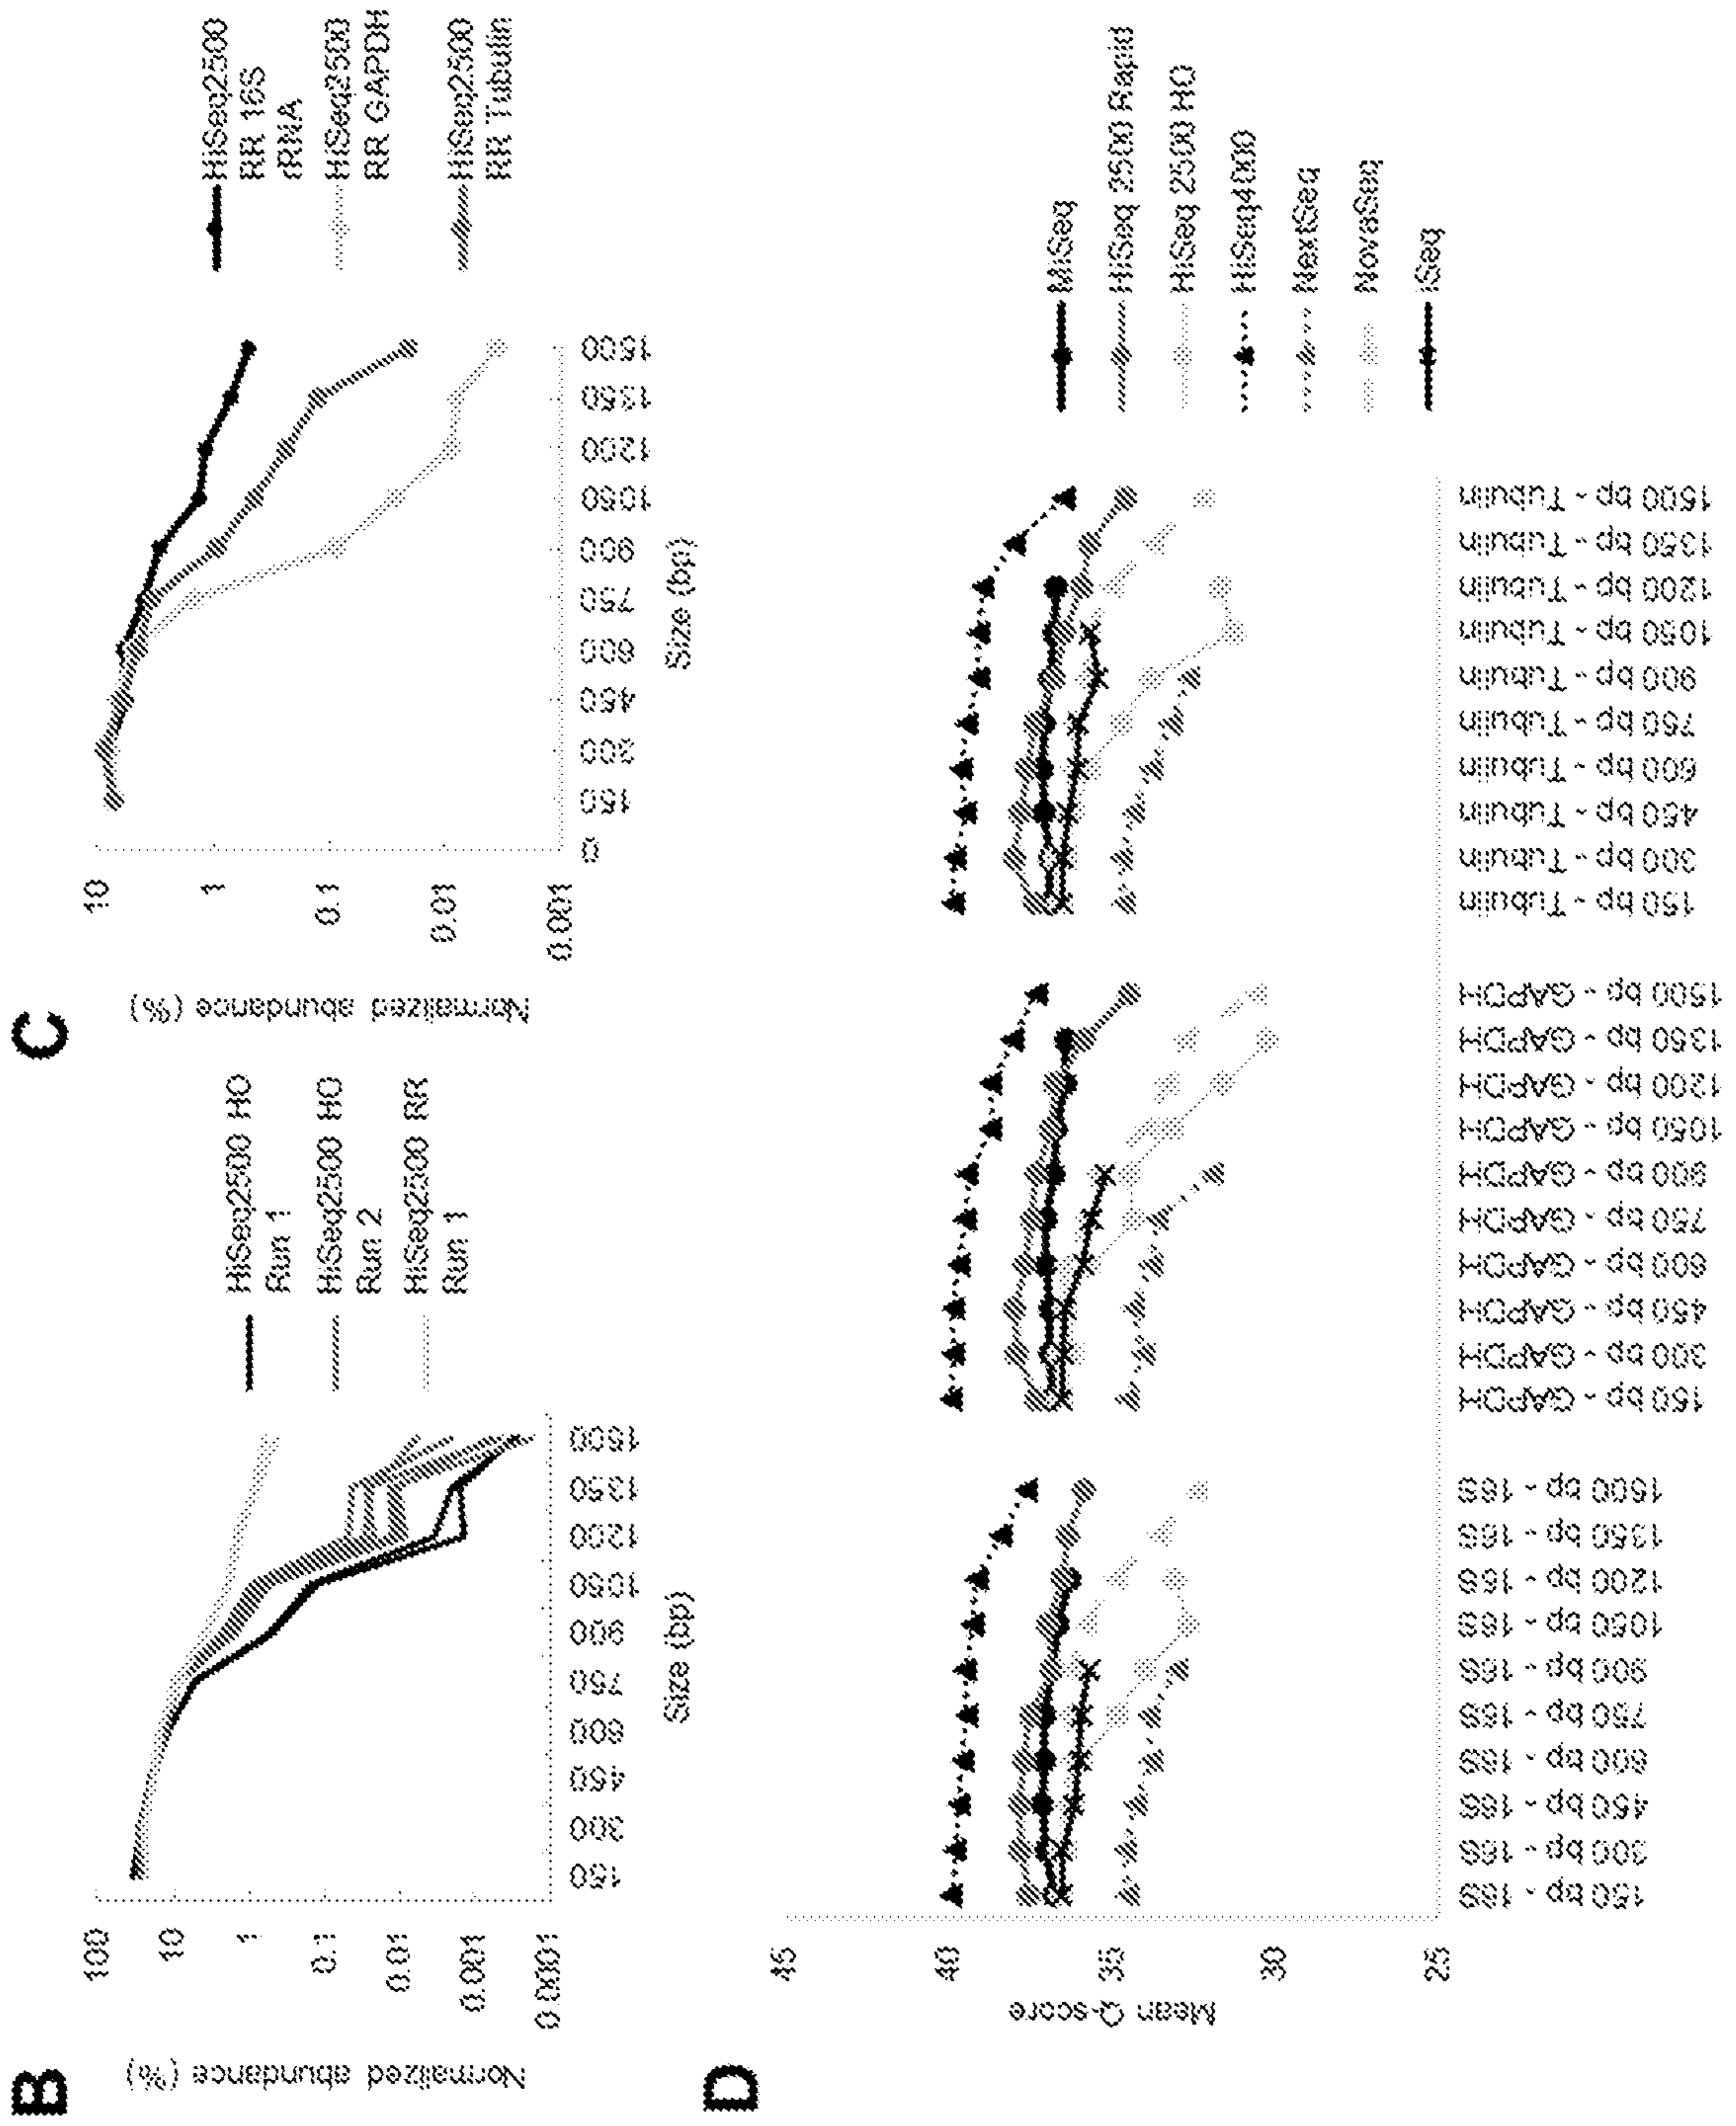 B
Normalized abundance (%)
100
10
1
0.1
0.01
0.001
0.0001
150
300
450
600
750
900
1050
1200
1350
1500
Size (bp)
HiSeq2500 HO
Run 1
HiSeq2500 HO
Run 2
HiSeq2500 RR
Run 1
C
Normalized abundance (%)
10
1
0.1
0.01
0.001
0
150
300
450
600
750
900
1050
1200
1350
1500
Size (bp)
HiSeq2500
RR 16S
rRNA
HiSeq2500
RR GAPDH
HiSeq2500
RR Tubulin
D
Mean Q-score
45
40
35
30
25
150 bp - 16S
300 bp - 16S
450 bp - 16S
600 bp - 16S
750 bp - 16S
900 bp - 16S
1050 bp - 16S
1200 bp - 16S
1350 bp - 16S
1500 bp - 16S
150 bp - GAPDH
300 bp - GAPDH
450 bp - GAPDH
600 bp - GAPDH
750 bp - GAPDH
900 bp - GAPDH
1050 bp - GAPDH
1200 bp - GAPDH
1350 bp - GAPDH
1500 bp - GAPDH
150 bp - Tubulin
300 bp - Tubulin
450 bp - Tubulin
600 bp - Tubulin
750 bp - Tubulin
900 bp - Tubulin
1050 bp - Tubulin
1200 bp - Tubulin
1350 bp - Tubulin
1500 bp - Tubulin
MiSeq
HiSeq 2500 Rapid
HiSeq 2500 HO
HiSeq4000
NextSeq
NovaSeq
iSeq